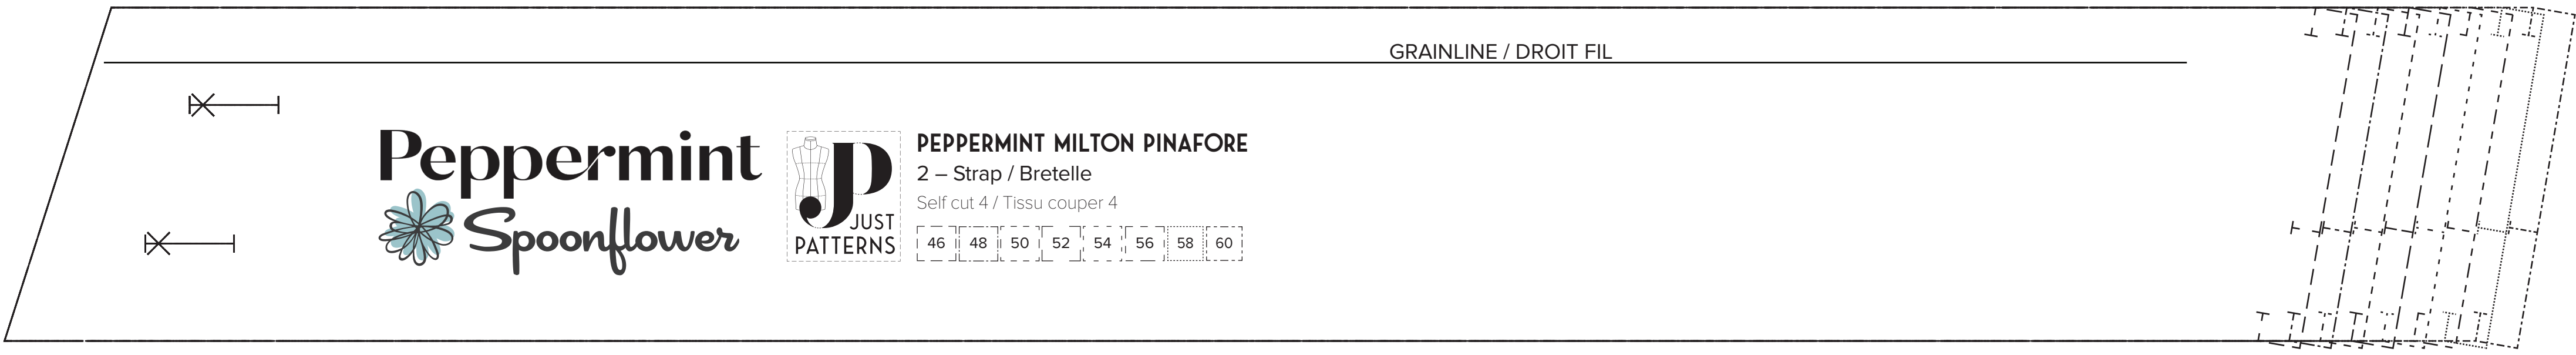 GRAINLINE / DROIT FIL
Peppermint
Spoonflower
JP
JUST
PATTERNS
PEPPERMINT MILTON PINAFORE
2 – Strap / Bretelle
Self cut 4 / Tissu couper 4
46 48 50 52 54 56 58 60